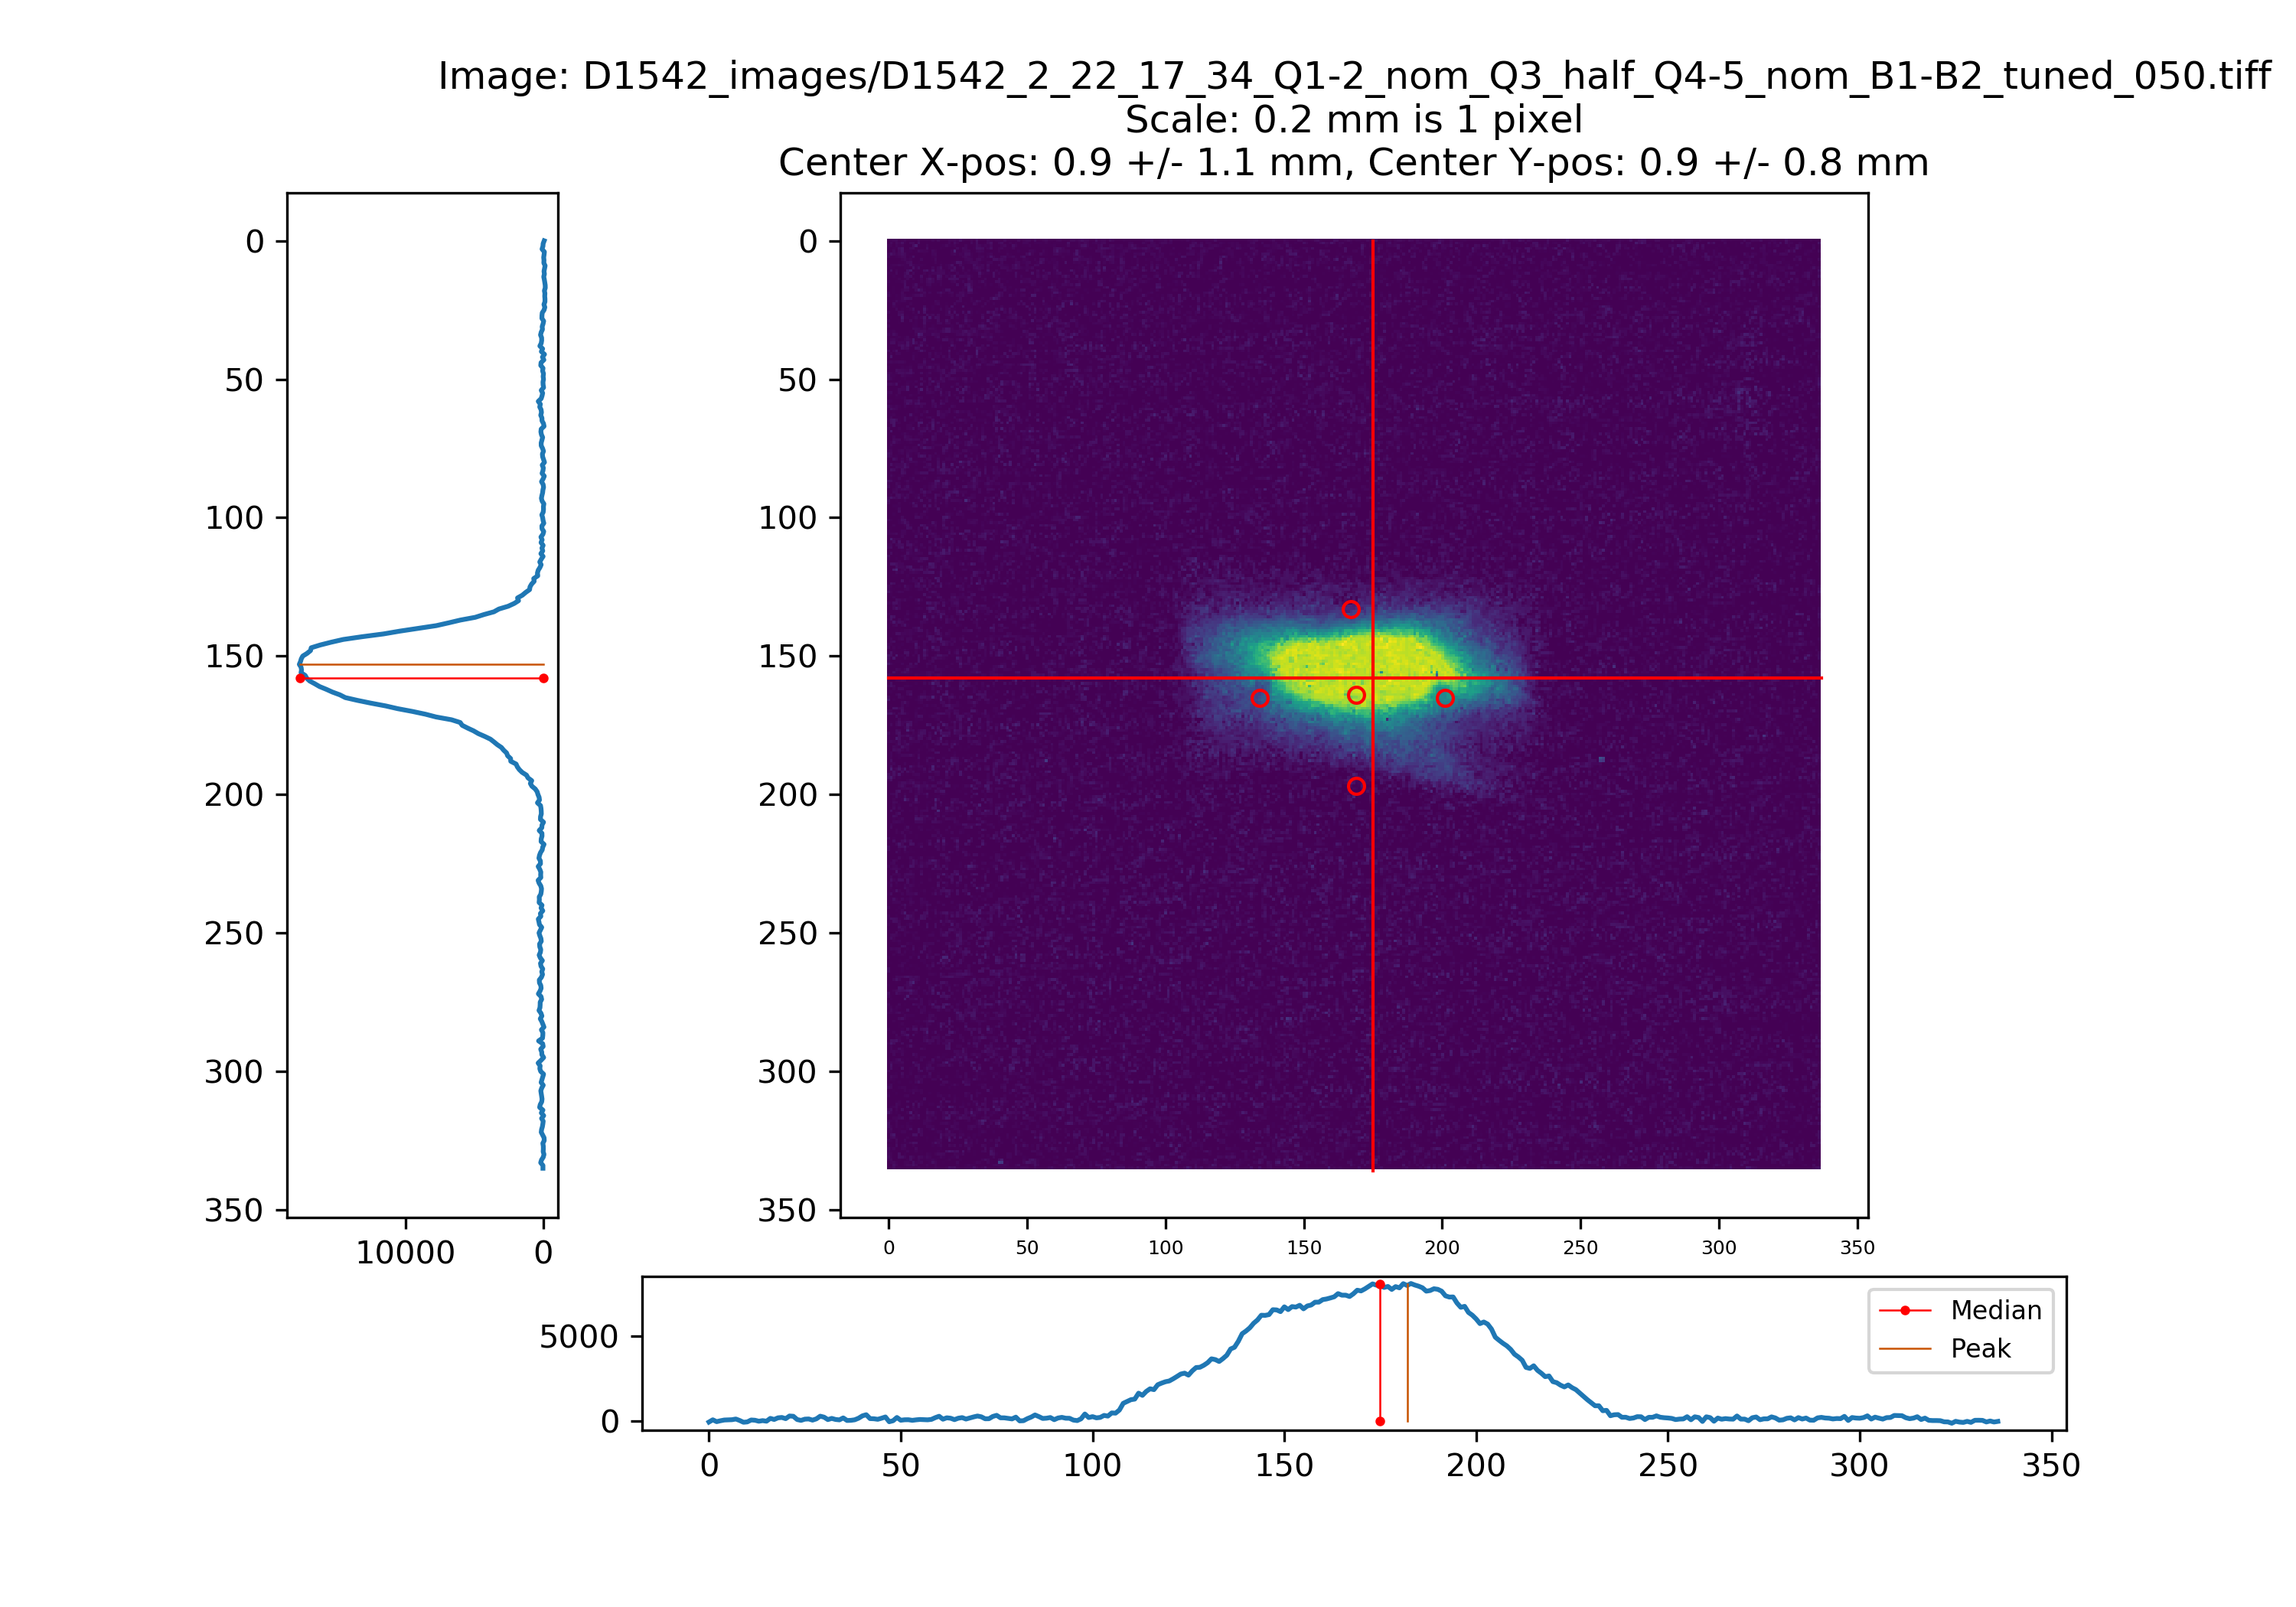 Image: D1542_images/D1542_2_22_17_34_Q1-2_nom_Q3_half_Q4-5_nom_B1-B2_tuned_050.tiff
Scale: 0.2 mm is 1 pixel
Center X-pos: 0.9 +/- 1.1 mm, Center Y-pos: 0.9 +/- 0.8 mm
0
50
100
150
200
250
300
350
10000 0
0
50
100
150
200
250
300
350
0 50 100 150 200 250 300 350
5000
0
Median
Peak
0 50 100 150 200 250 300 350